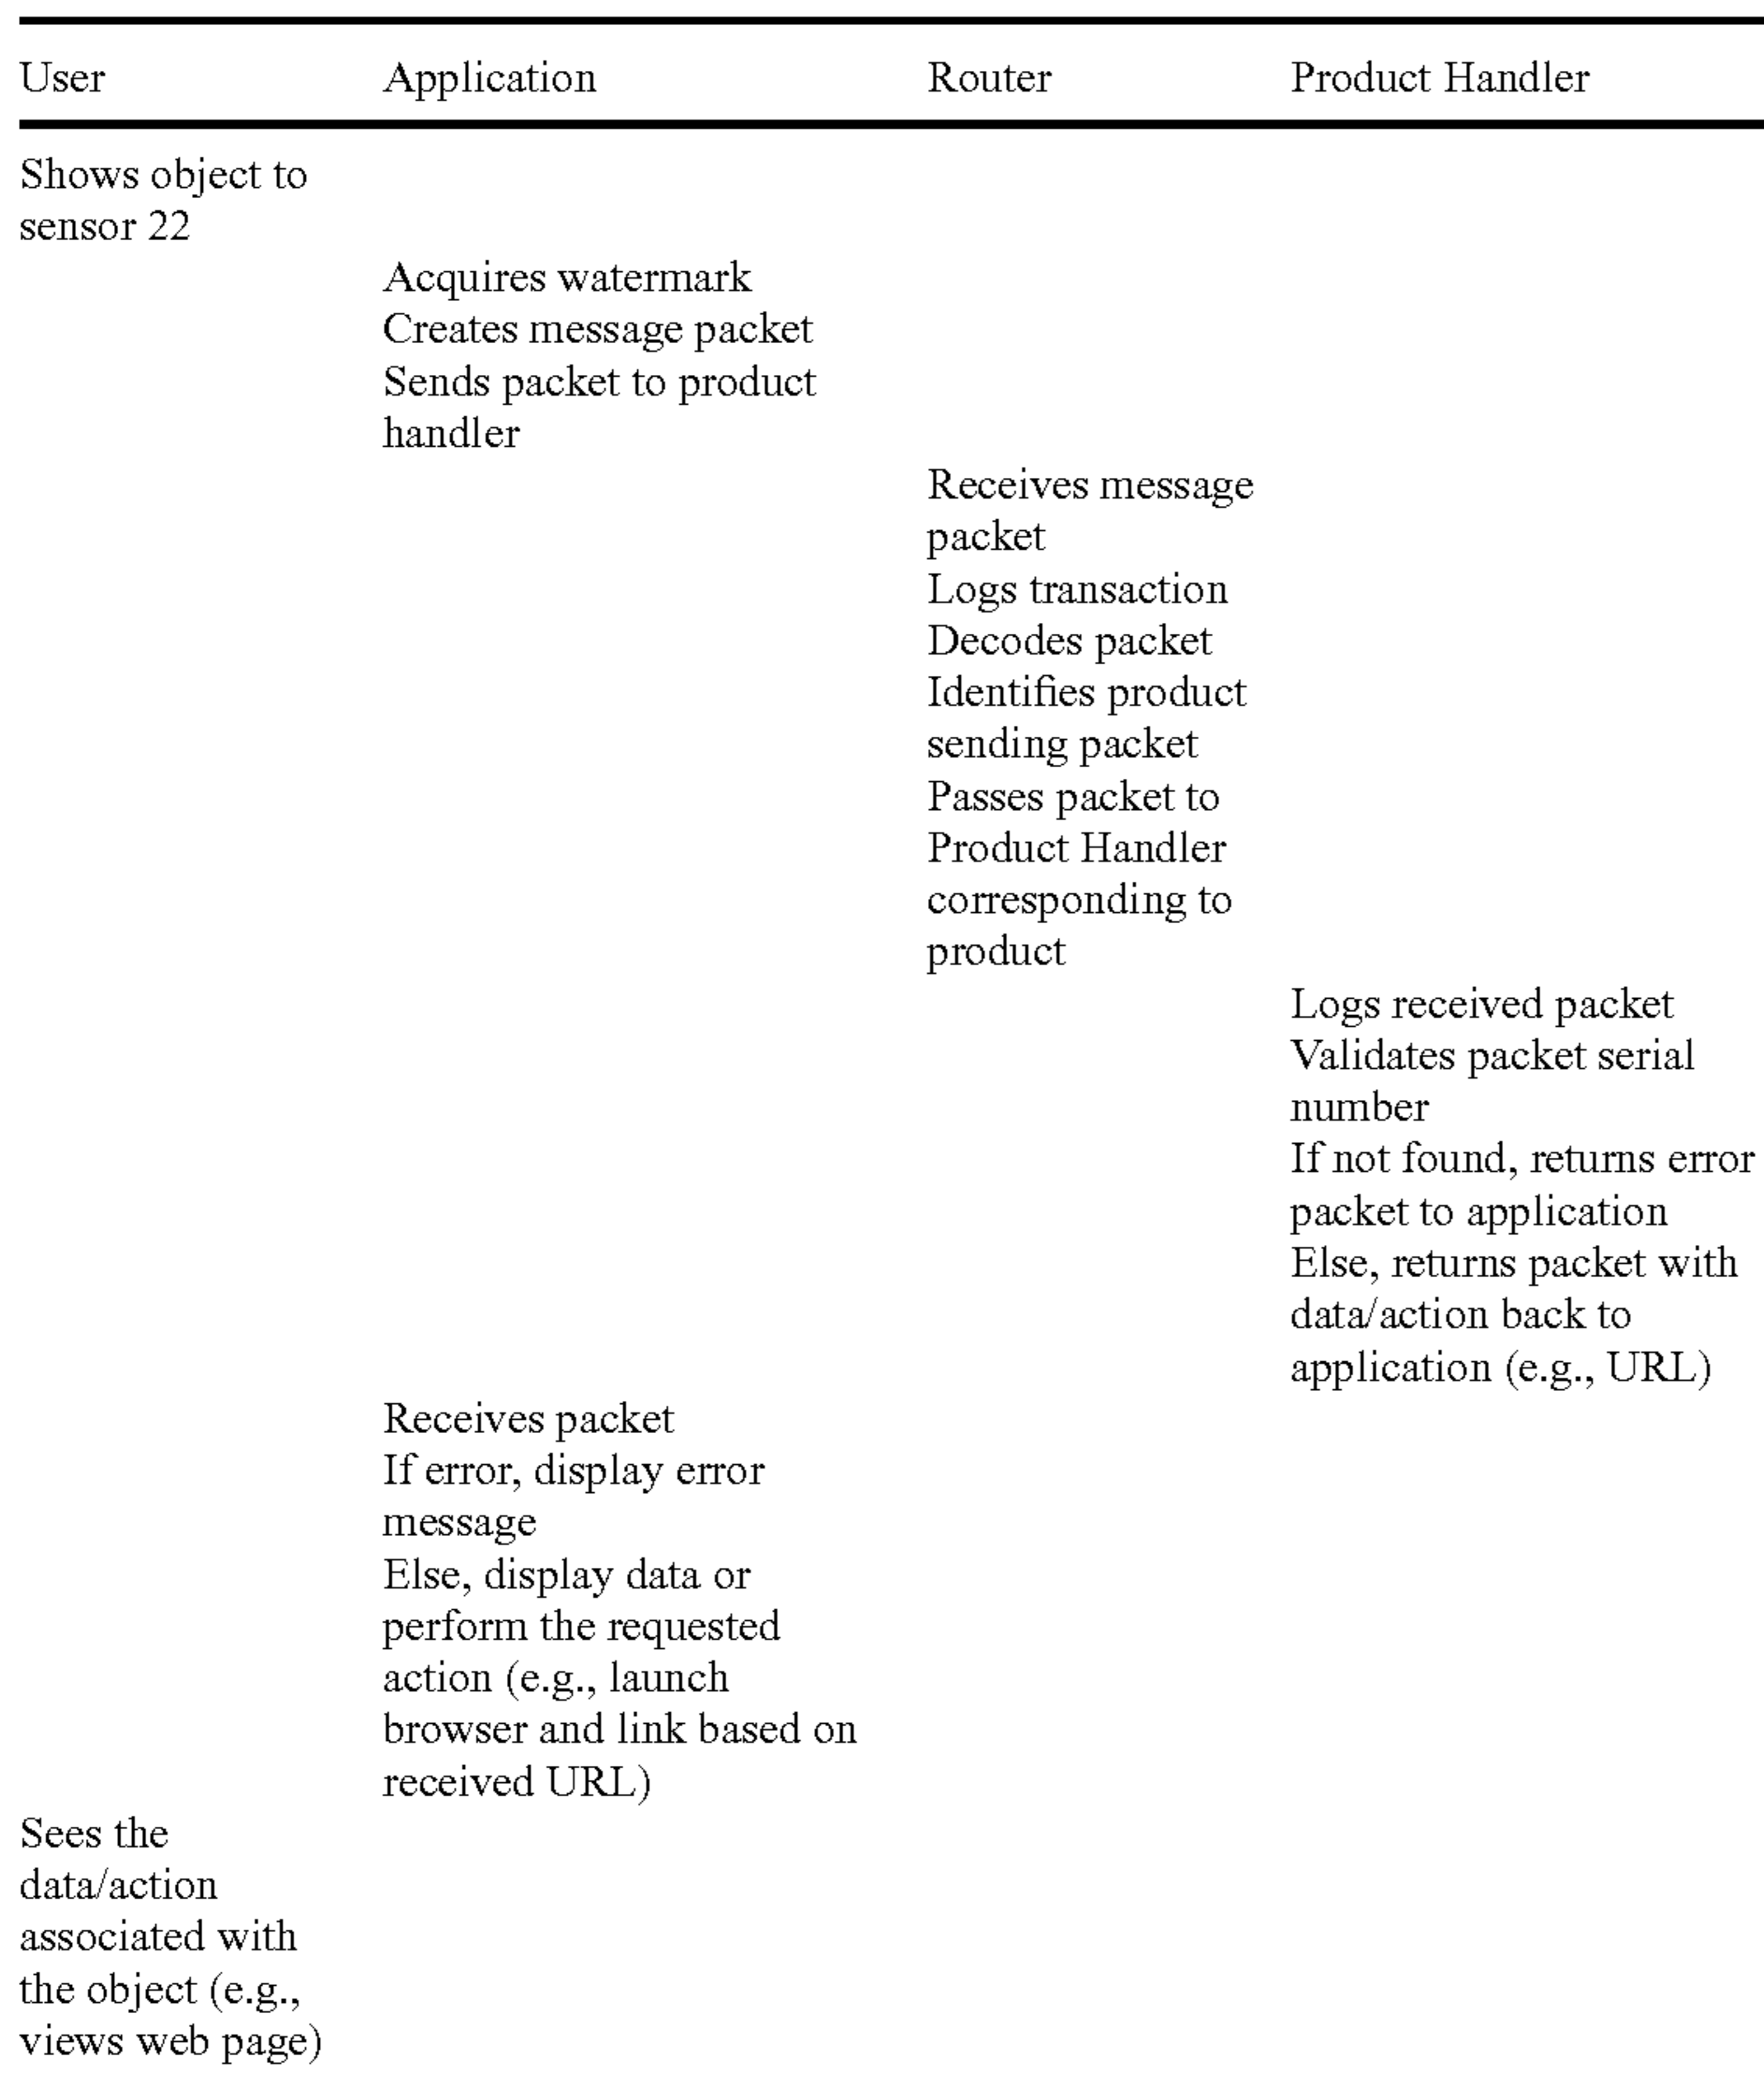 User Application Router Product Handler
Shows object to
sensor 22
Acquires watermark
Creates message packet
Sends packet to product
handler
Receives message
packet
Logs transaction
Decodes packet
Identifies product
sending packet
Passes packet to
Product Handler
corresponding to
product
Logs received packet
Validates packet serial
number
If not found, returns error
packet to application
Else, returns packet with
data/action back to
application (e.g., URL)
Receives packet
If error, display error
message
Else, display data or
perform the requested
action (e.g., launch
browser and link based on
received URL)
Sees the
data/action
associated with
the object (e.g.,
views web page)